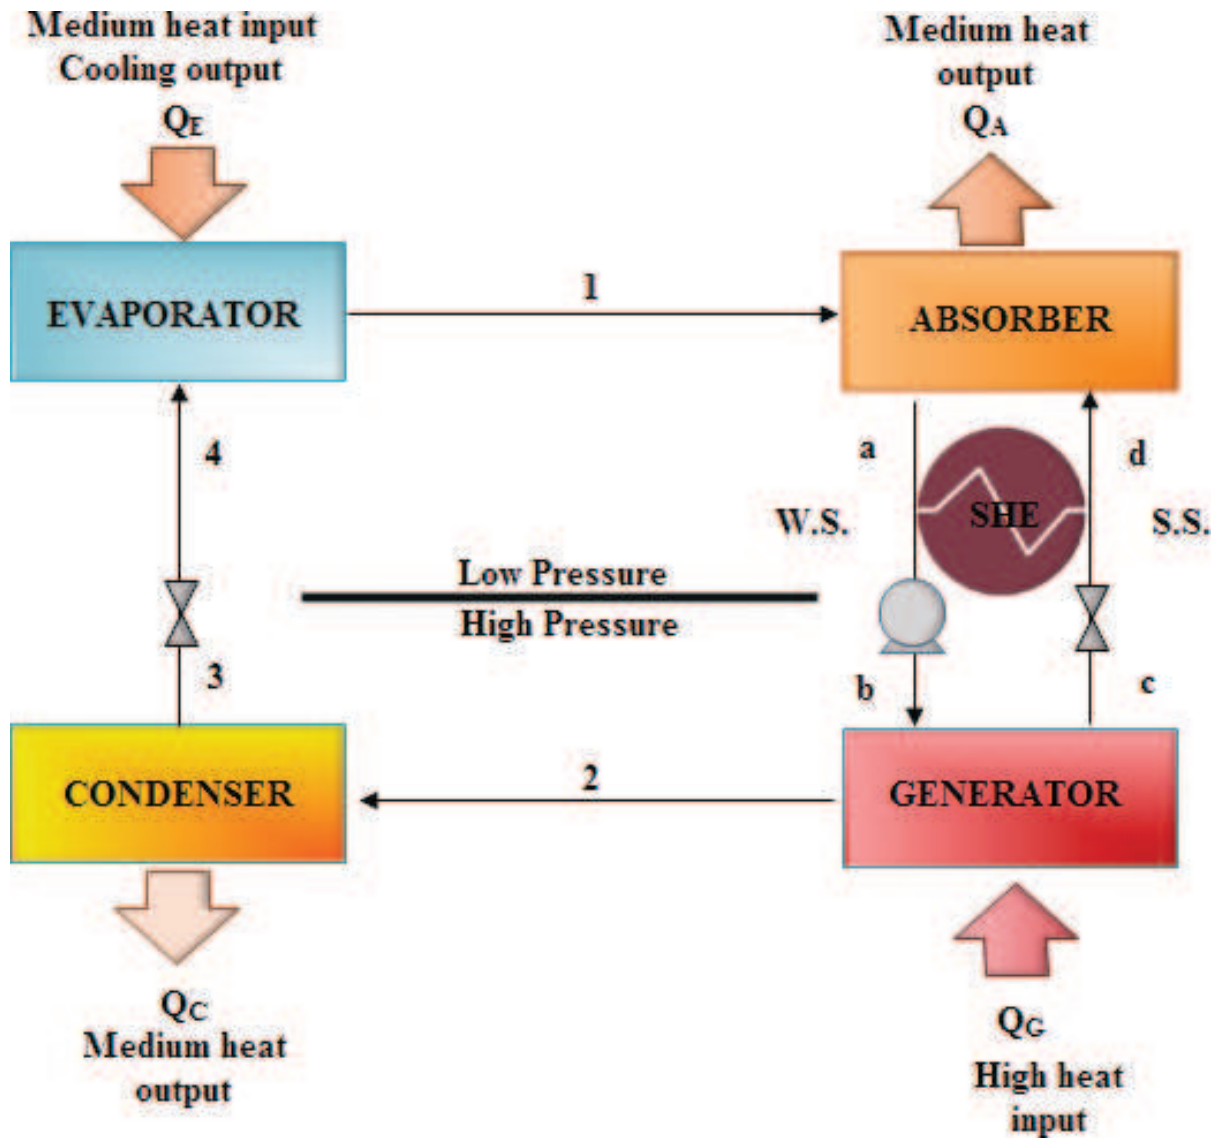 Medium heat input
Cooling output
QE
Medium heat
output
QA
EVAPORATOR
1
ABSORBER
4
a
d
W.S.
SHE
S.S.
Low Pressure
High Pressure
3
b
c
CONDENSER
2
GENERATOR
QC
Medium heat
output
QG
High heat
input